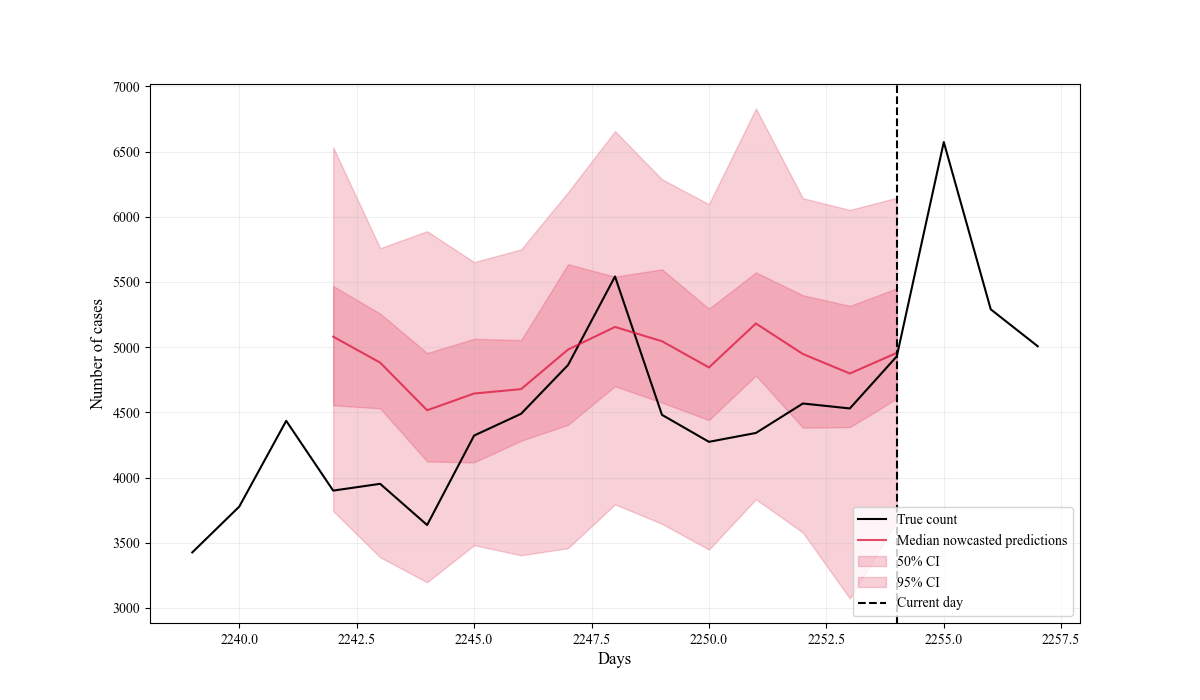 7000
6500
6000
5500
5000
4500
4000
3500
3000
Number of cases
True count
Median nowcasted predictions
50% CI
95% CI
Current day
2240.0 2242.5 2245.0 2247.5 2250.0 2252.5 2255.0 2257.5
Days